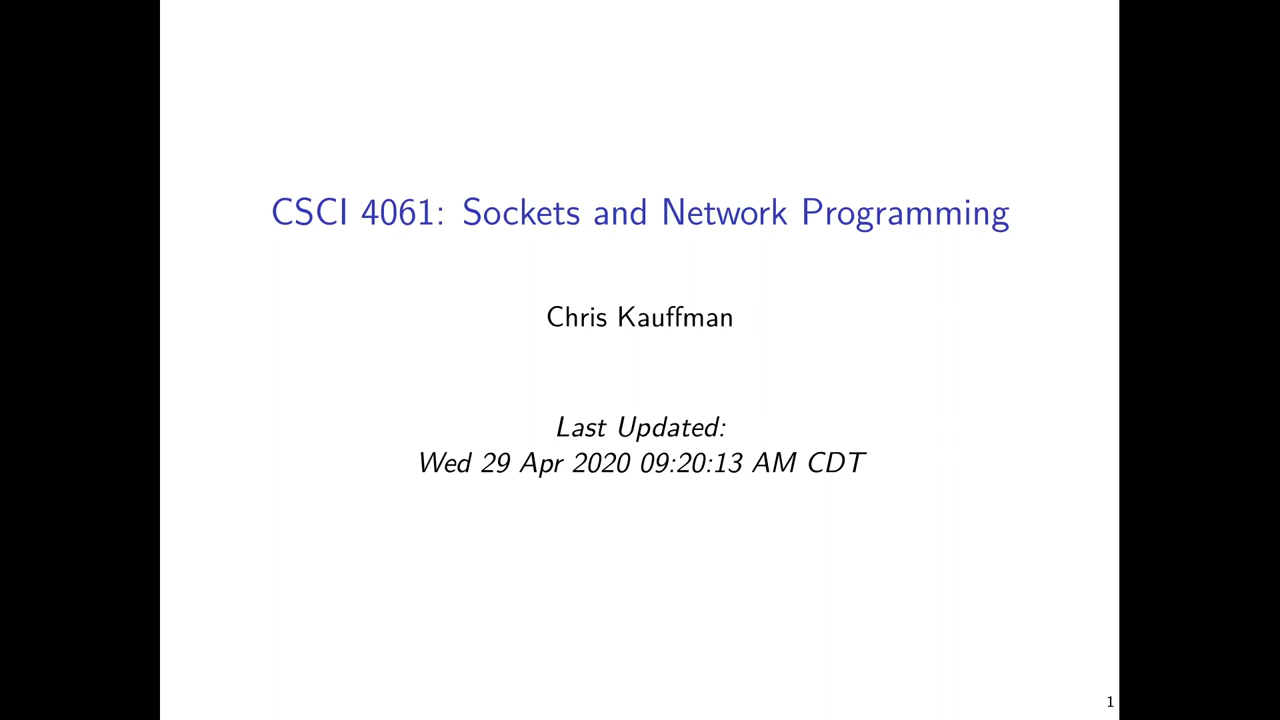 CSCI 4061: Sockets and Network Programming
Chris Kauffman
Last Updated:
Wed 29 Apr 2020 09:20:13 AM CDT
1